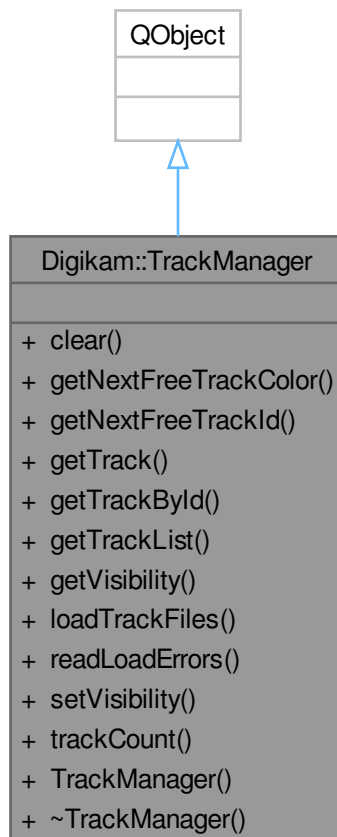 QObject
Digikam::TrackManager
+ clear()
+ getNextFreeTrackColor()
+ getNextFreeTrackId()
+ getTrack()
+ getTrackById()
+ getTrackList()
+ getVisibility()
+ loadTrackFiles()
+ readLoadErrors()
+ setVisibility()
+ trackCount()
+ TrackManager()
+ ~TrackManager()